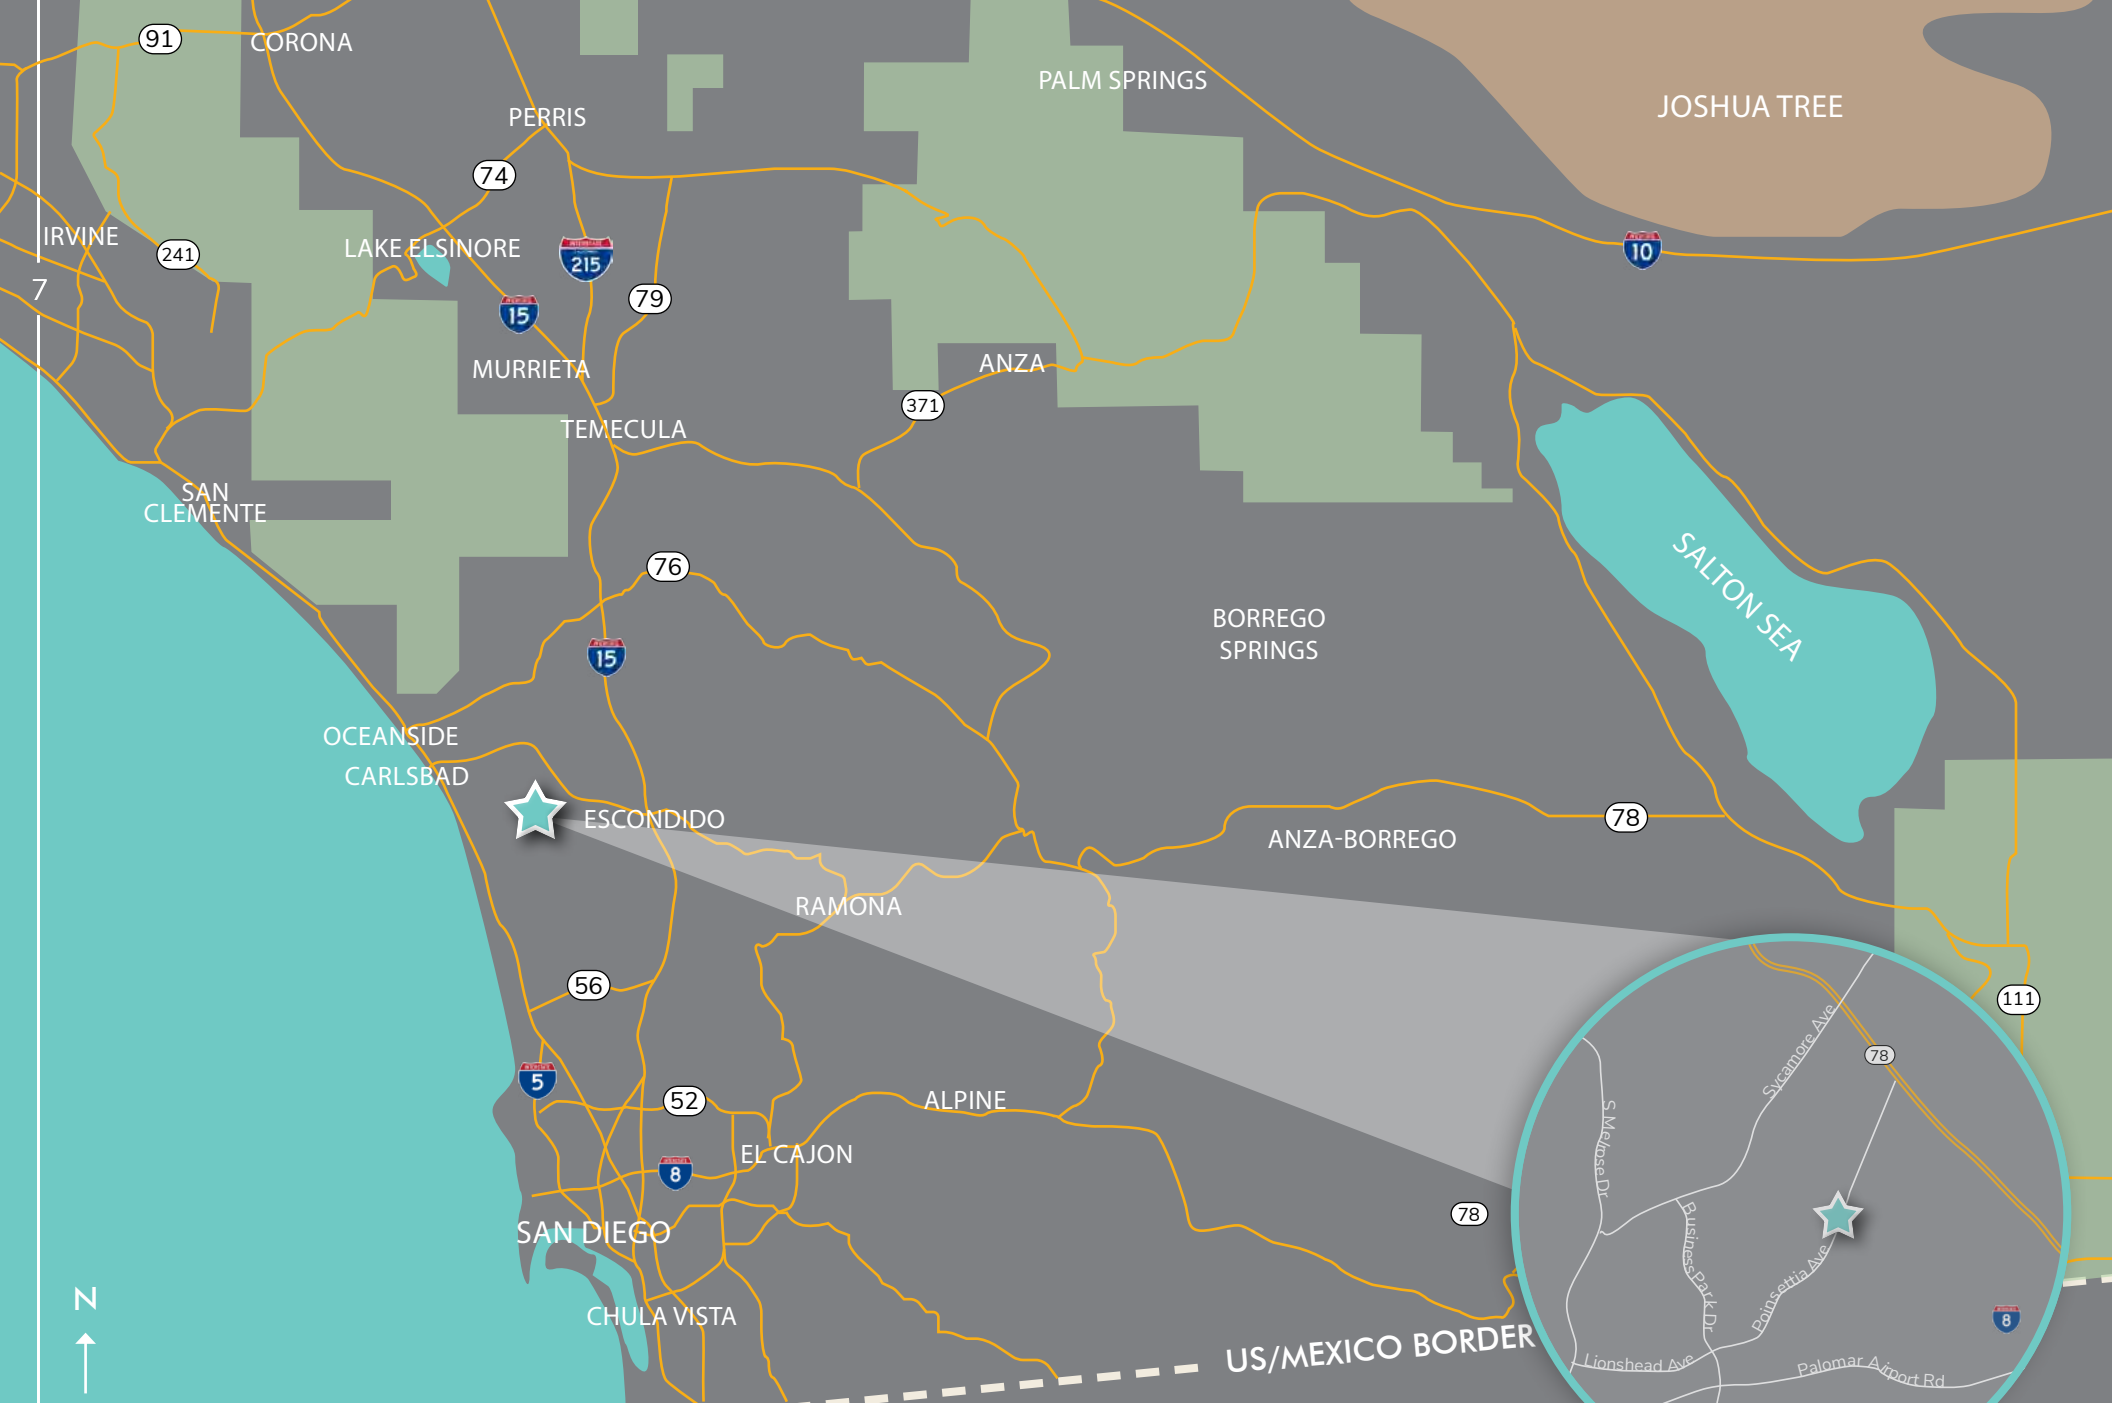 91
CORONA
PALM SPRINGS
JOSHUA TREE
PERRIS
74
IRVINE
241
LAKE ELSINORE
INTERSTATE
215
10
7
79
15
MURRIETA
ANZA
371
TEMECULA
SAN
CLEMENTE
76
SALTON SEA
BORREGO
SPRINGS
15
OCEANSIDE
CARLSBAD
ESCONDIDO
78
ANZA-BORREGO
RAMONA
56
111
Sycamore Ave
78
5
52
ALPINE
S Melrose Dr
EL CAJON
8
78
SAN DIEGO
Business Park Dr
Poinsettia Ave
N
CHULA VISTA
8
US/MEXICO BORDER
Lionshead Ave
Palomar Airport Rd